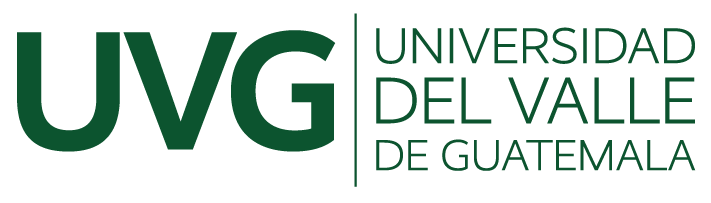 UVG
UNIVERSIDAD
DEL VALLE
DE GUATEMALA